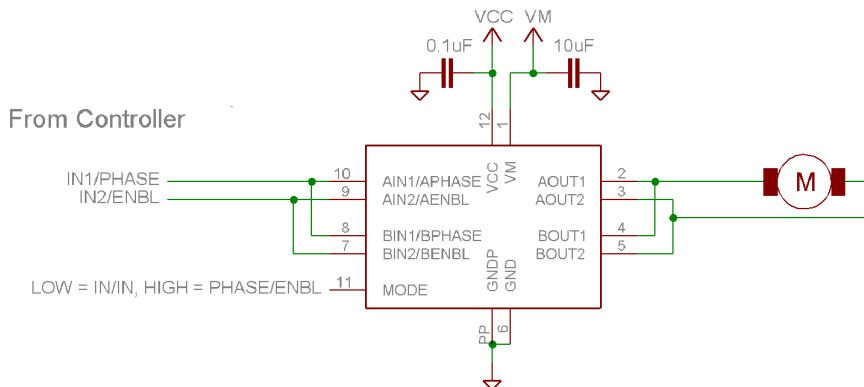 VCC VM
0.1uF 10uF
12 1
From Controller
IN1/PHASE 10 AIN1/APHASE VCC VM AOUT1 2
IN2/ENBL 9 AIN2/AENBL AOUT2 3
M
8 BIN1/BPHASE BOUT1 4
7 BIN2/BENBL BOUT2 5
LOW = IN/IN, HIGH = PHASE/ENBL 11 MODE GNDP GND
PP 6